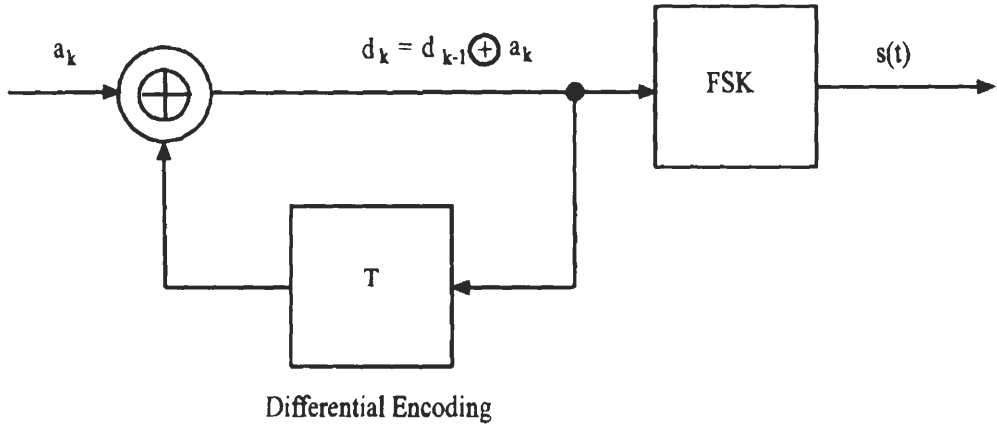 a_k
d_k = d_k-1 ⊕ a_k
FSK
s(t)
T
Differential Encoding